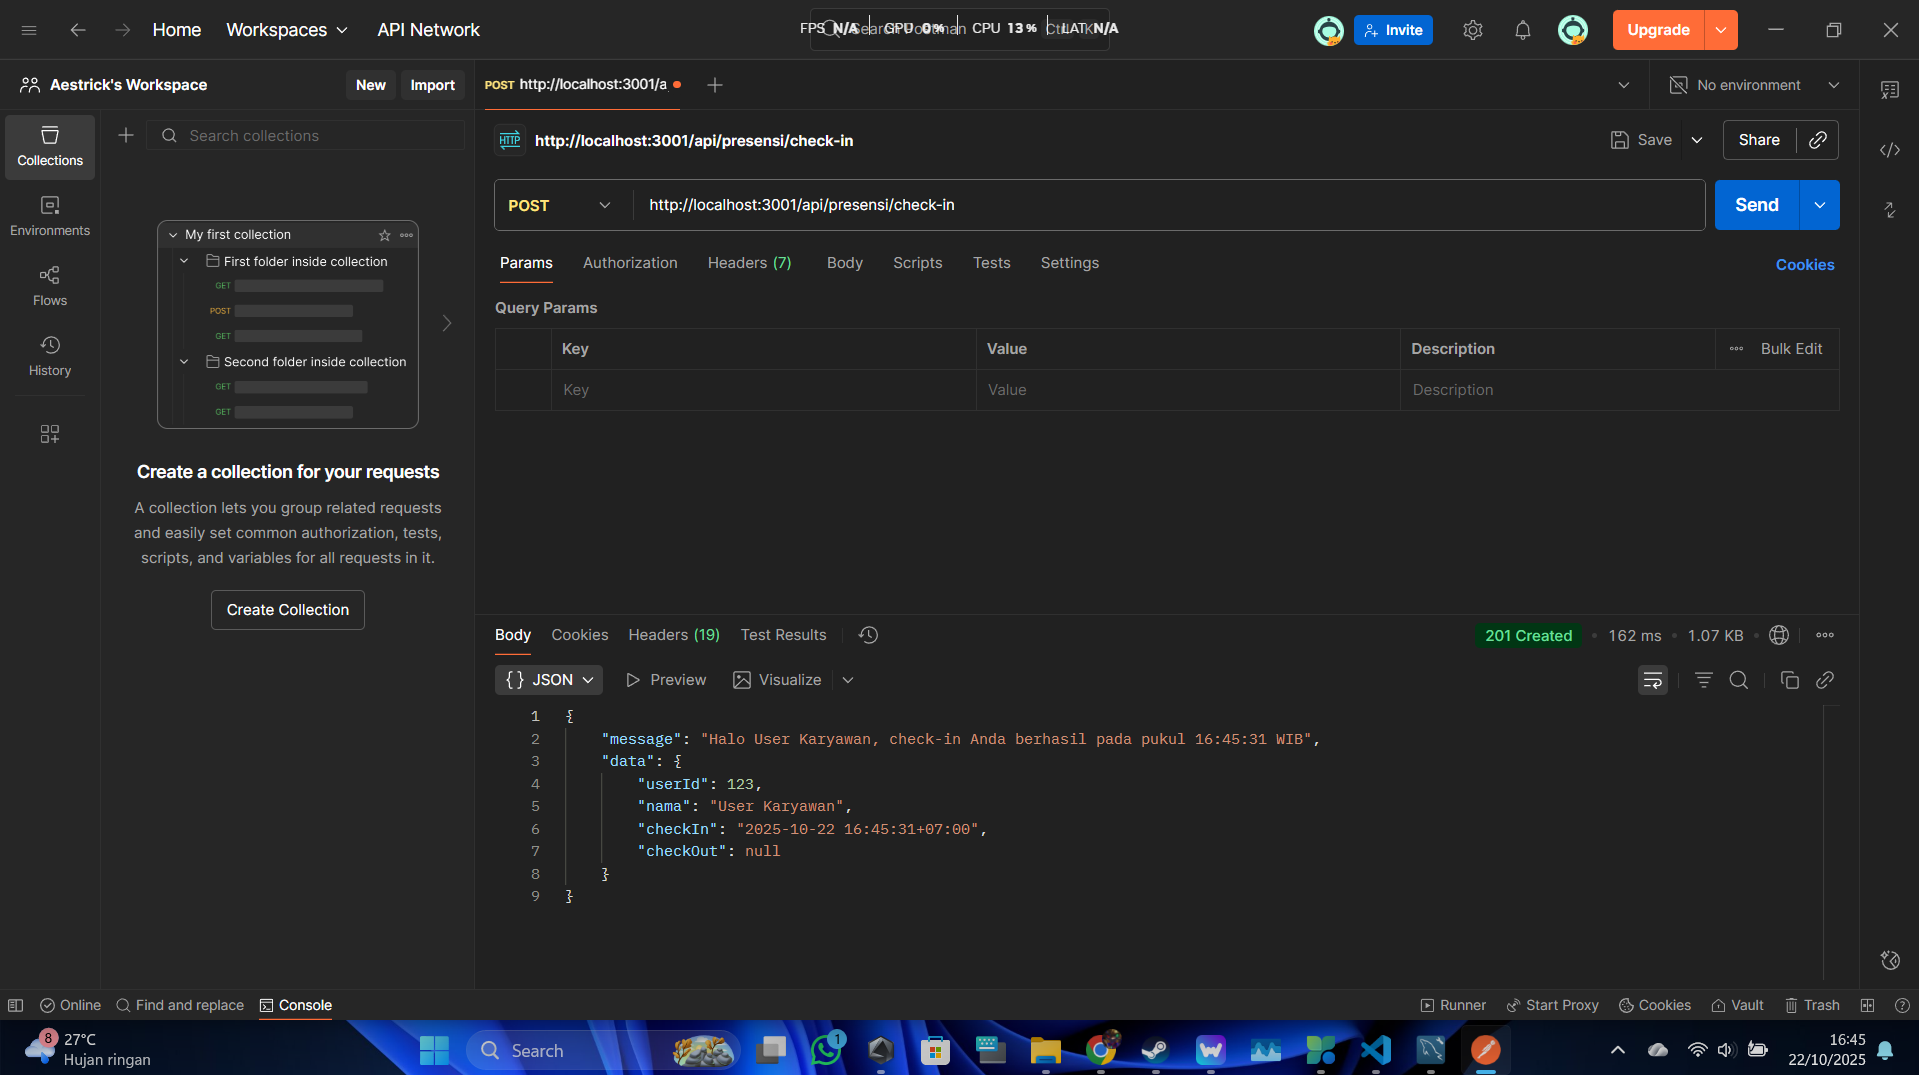 Home
Workspaces
API Network
FPS N/A GPU 0% CPU 13% LAT N/A
Invite
Upgrade
Aestrick's Workspace
New
Import
POST http://localhost:3001/a
No environment
Collections
Environments
Flows
History
Search collections
My first collection
First folder inside collection
GET
POST
GET
Second folder inside collection
GET
GET
Create a collection for your requests
A collection lets you group related requests
and easily set common authorization, tests,
scripts, and variables for all requests in it.
Create Collection
HTTP
http://localhost:3001/api/presensi/check-in
Save
Share
POST
http://localhost:3001/api/presensi/check-in
Send
Params
Authorization
Headers (7)
Body
Scripts
Tests
Settings
Cookies
Query Params
Key
Value
Description
Bulk Edit
Key
Value
Description
Body
Cookies
Headers (19)
Test Results
201 Created
162 ms
1.07 KB
{} JSON
Preview
Visualize
1 {
2 "message": "Halo User Karyawan, check-in Anda berhasil pada pukul 16:45:31 WIB",
3 "data": {
4 "userId": 123,
5 "nama": "User Karyawan",
6 "checkIn": "2025-10-22 16:45:31+07:00",
7 "checkOut": null
8 }
9 }
Online
Find and replace
Console
Runner
Start Proxy
Cookies
Vault
Trash
8
27°C
Hujan ringan
Search
1
16:45
22/10/2025